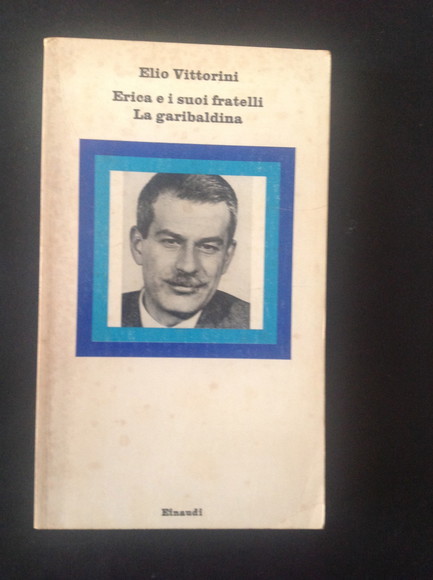 Elio Vittorini
Erica e i suoi fratelli
La garibaldina
Einaudi